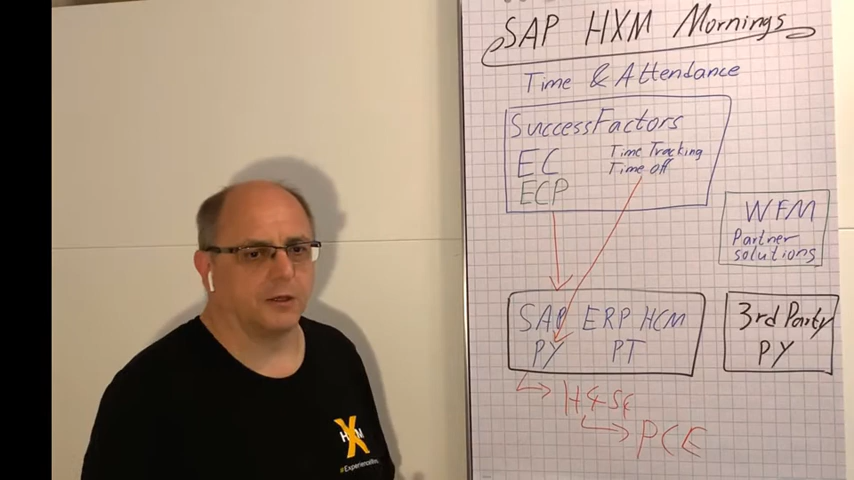 SAP HXM Mornings
Time & Attendance
SuccessFactors
EC
Time Tracking
Time off
ECP
WFM
Partner
solutions
SAP ERP HCM
PY PT
3rd Party
PY
H4S4
PCE
HXM